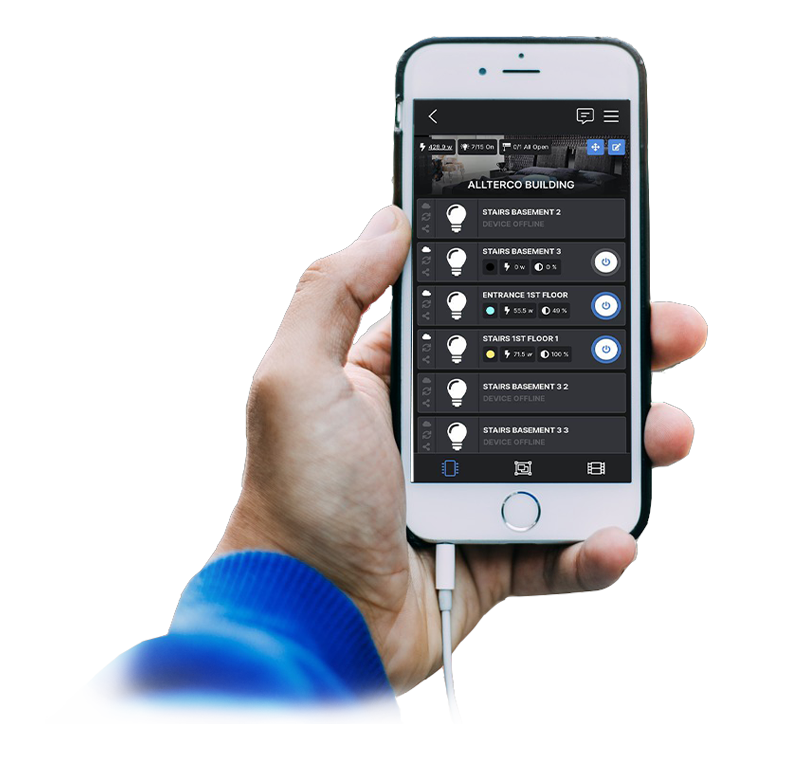 428.9 w 7/15 On 0/1 All Open
ALLTERCO BUILDING
STAIRS BASEMENT 2
DEVICE OFFLINE
STAIRS BASEMENT 3
0 w 0 %
ENTRANCE 1ST FLOOR
55.5 w 49 %
STAIRS 1ST FLOOR 1
71.5 w 100 %
STAIRS BASEMENT 3 2
DEVICE OFFLINE
STAIRS BASEMENT 3 3
DEVICE OFFLINE